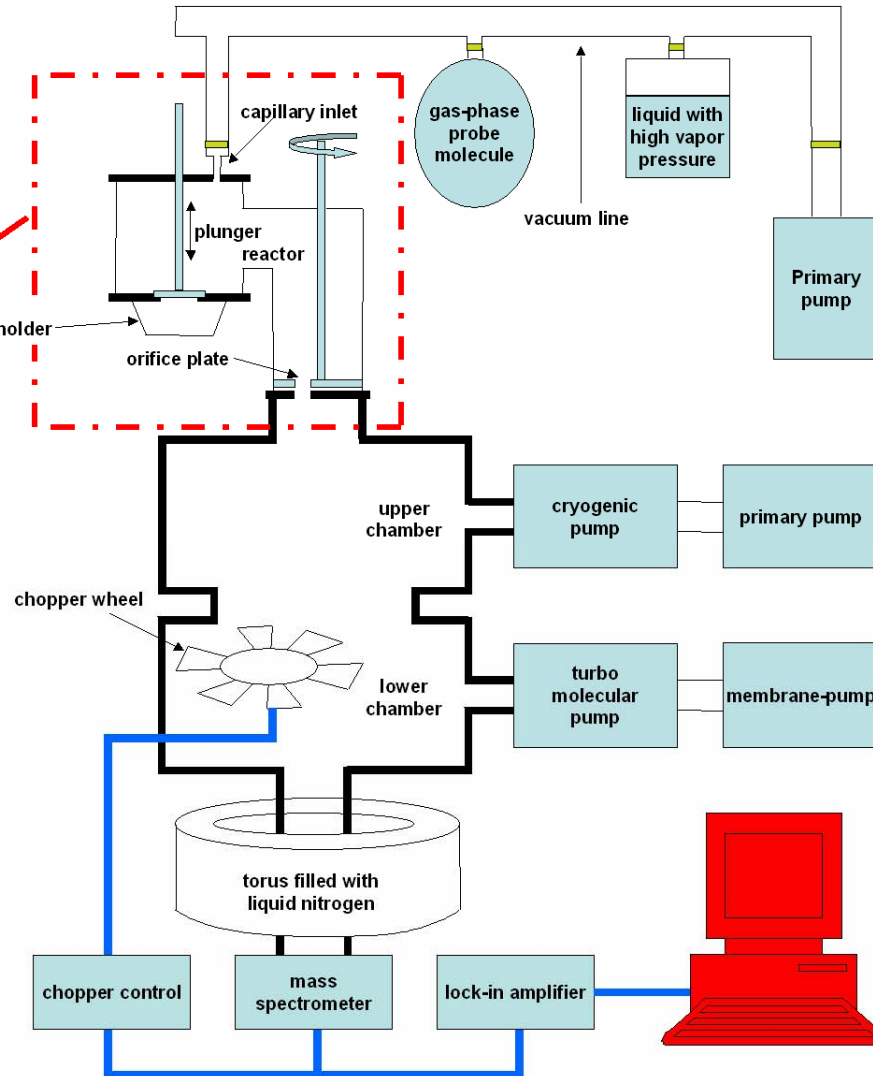 capillary inlet
gas-phase
probe
molecule
liquid with
high vapor
pressure
vacuum line
plunger
reactor
Primary
pump
holder
orifice plate
upper
chamber
cryogenic
pump
primary pump
chopper wheel
lower
chamber
turbo
molecular
pump
membrane-pump
torus filled with
liquid nitrogen
chopper control
mass
spectrometer
lock-in amplifier